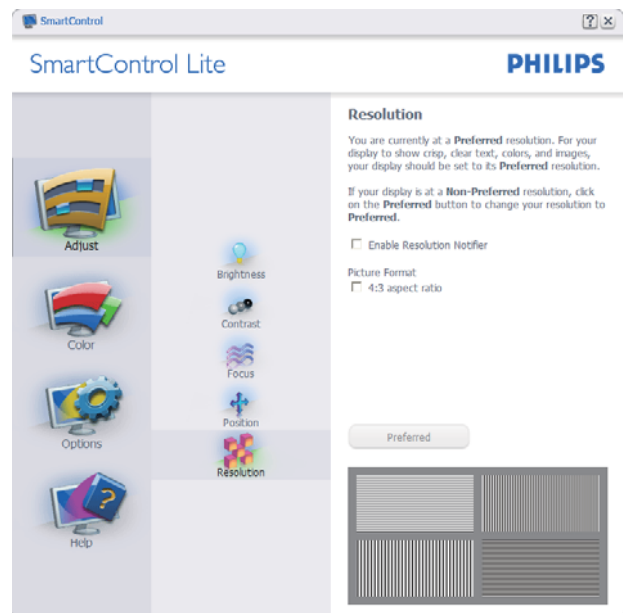 SmartControl
SmartControl Lite
PHILIPS
Adjust
Color
Options
Help
Brightness
Contrast
Focus
Position
Resolution
Resolution
You are currently at a Preferred resolution. For your
display to show crisp, clear text, colors, and images,
your display should be set to its Preferred resolution.
If your display is at a Non-Preferred resolution, click
on the Preferred button to change your resolution to
Preferred.
Enable Resolution Notifier
Picture Format
4:3 aspect ratio
Preferred